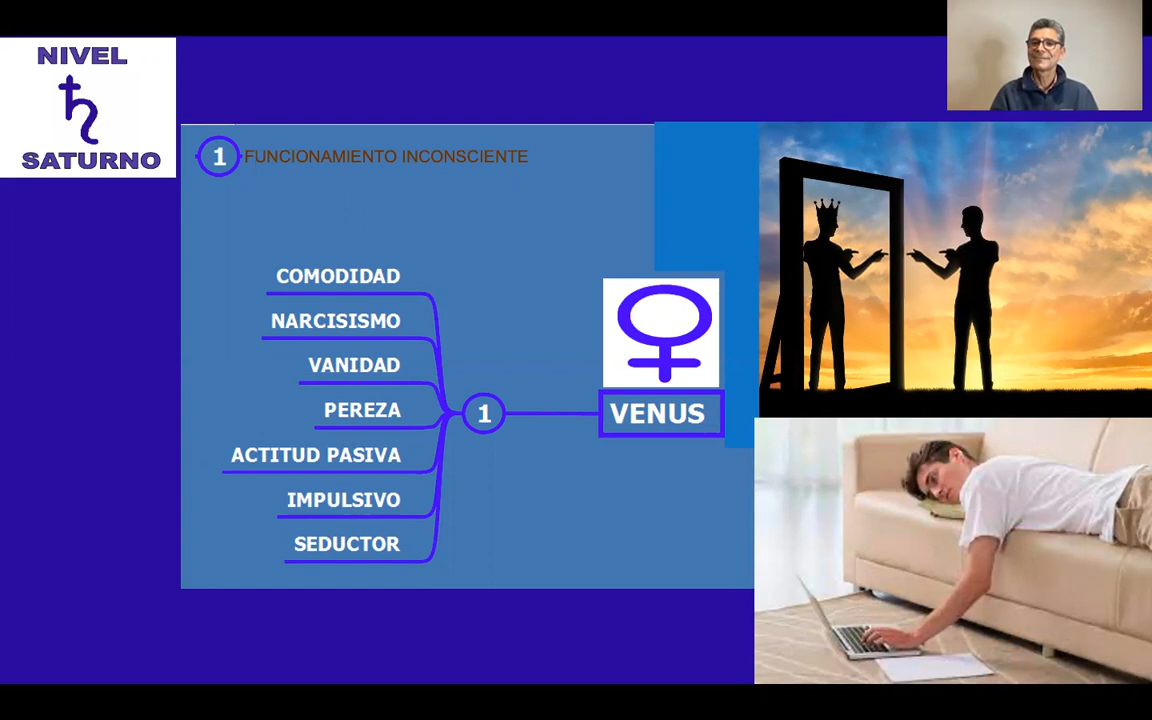 NIVEL
SATURNO
1 FUNCIONAMIENTO INCONSCIENTE
COMODIDAD
NARCISISMO
VANIDAD
PEREZA
ACTITUD PASIVA
IMPULSIVO
SEDUCTOR
1
VENUS